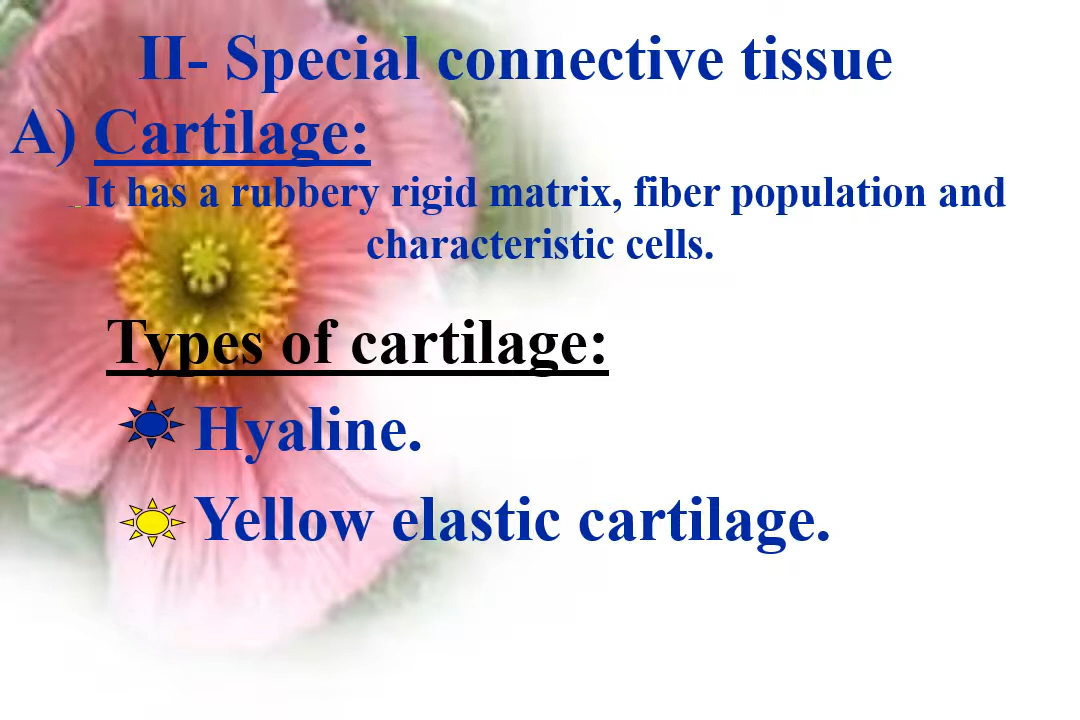 II- Special connective tissue
A) Cartilage:
It has a rubbery rigid matrix, fiber population and
characteristic cells.
Types of cartilage:
Hyaline.
Yellow elastic cartilage.